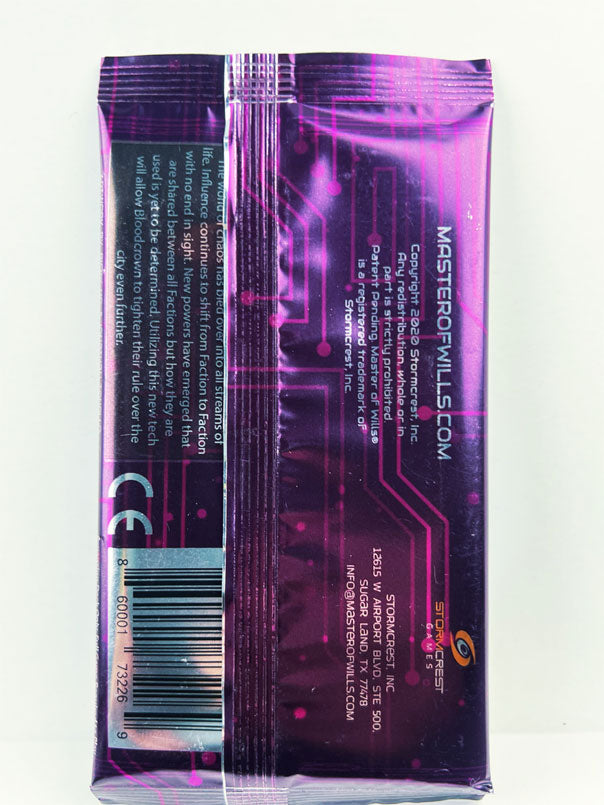 MASTEROFWILLS.COM
Copyright 2020 Stormcrest, Inc.
Any redistribution, whole or in
part is strictly prohibited
Patent Pending, Master of Wills®
is a registered trademark of
Stormcrest, Inc.
STORMCREST
GAMES
STORMCREST, INC
12615 W AIRPORT BLVD, STE 500,
SUGAR LAND, TX 77478
INFO@MASTEROFWILLS.COM
The world of Chaos has bled over into all streams of
life. Influence continues to shift from Faction to Faction
with no end in sight. New powers have emerged that
are shared between all Factions but how they are
used is yet to be determined. Utilizing this new tech
will allow Bloodcrown to tighten their rule over the
city even further.
CE
8 60001 73226 9